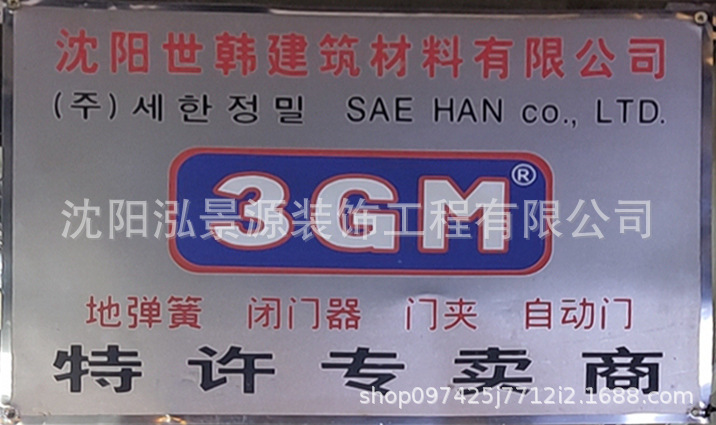 沈阳世韩建筑材料有限公司
(주)세한정밀 SAE HAN co., LTD.
3GM®
沈阳泓景源装饰工程有限公司
地弹簧 闭门器 门夹 自动门
特许专卖商
shop097425j7712i2.1688.com